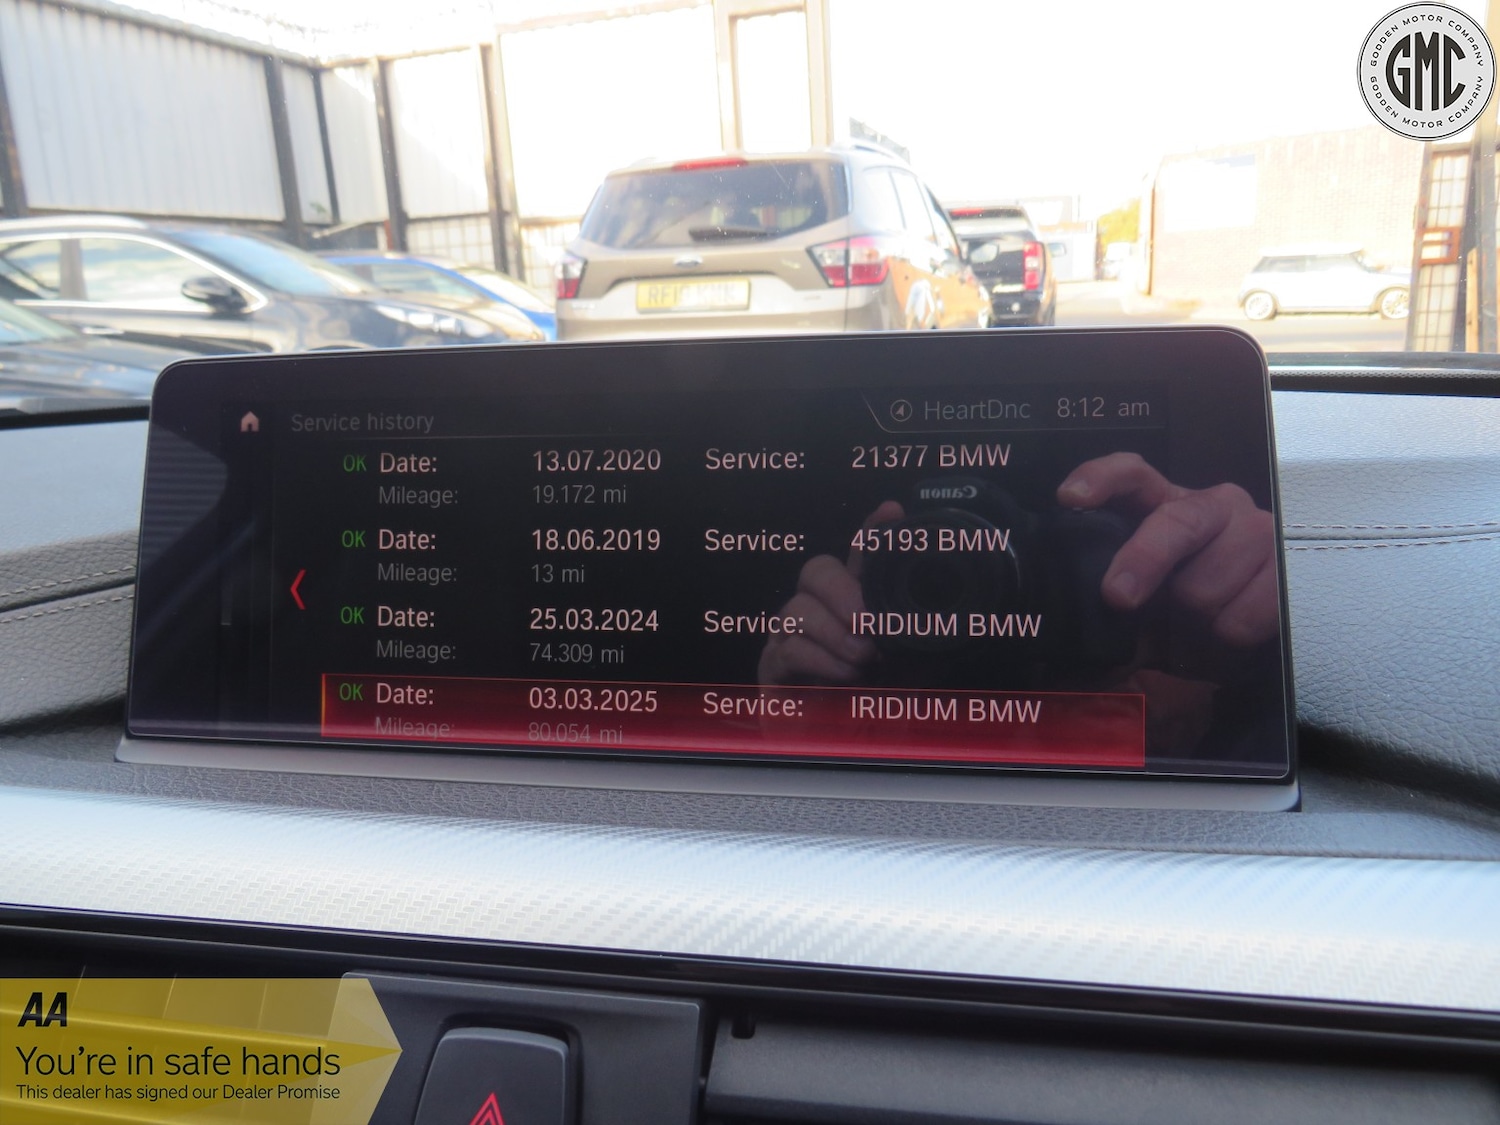 GODDEN MOTOR COMPANY
GMC
GODDEN MOTOR COMPANY
Service history
HeartDnc 8:12 am
OK Date: 13.07.2020 Service: 21377 BMW
Mileage: 19.172 mi
OK Date: 18.06.2019 Service: 45193 BMW
Mileage: 13 mi
OK Date: 25.03.2024 Service: IRIDIUM BMW
Mileage: 74.309 mi
OK Date: 03.03.2025 Service: IRIDIUM BMW
Mileage: 80.054 mi
Canon
AA
You're in safe hands
This dealer has signed our Dealer Promise